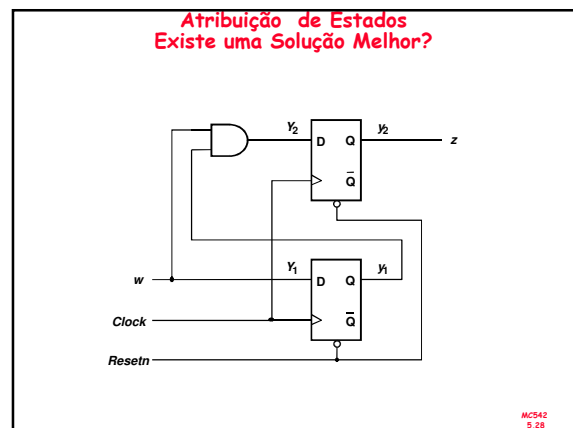 Atribuição de Estados
Existe uma Solução Melhor?
Y2
y2
D Q
z
Q
w
Y1
y1
D Q
Clock
Q
Resetn
MC542
5.28